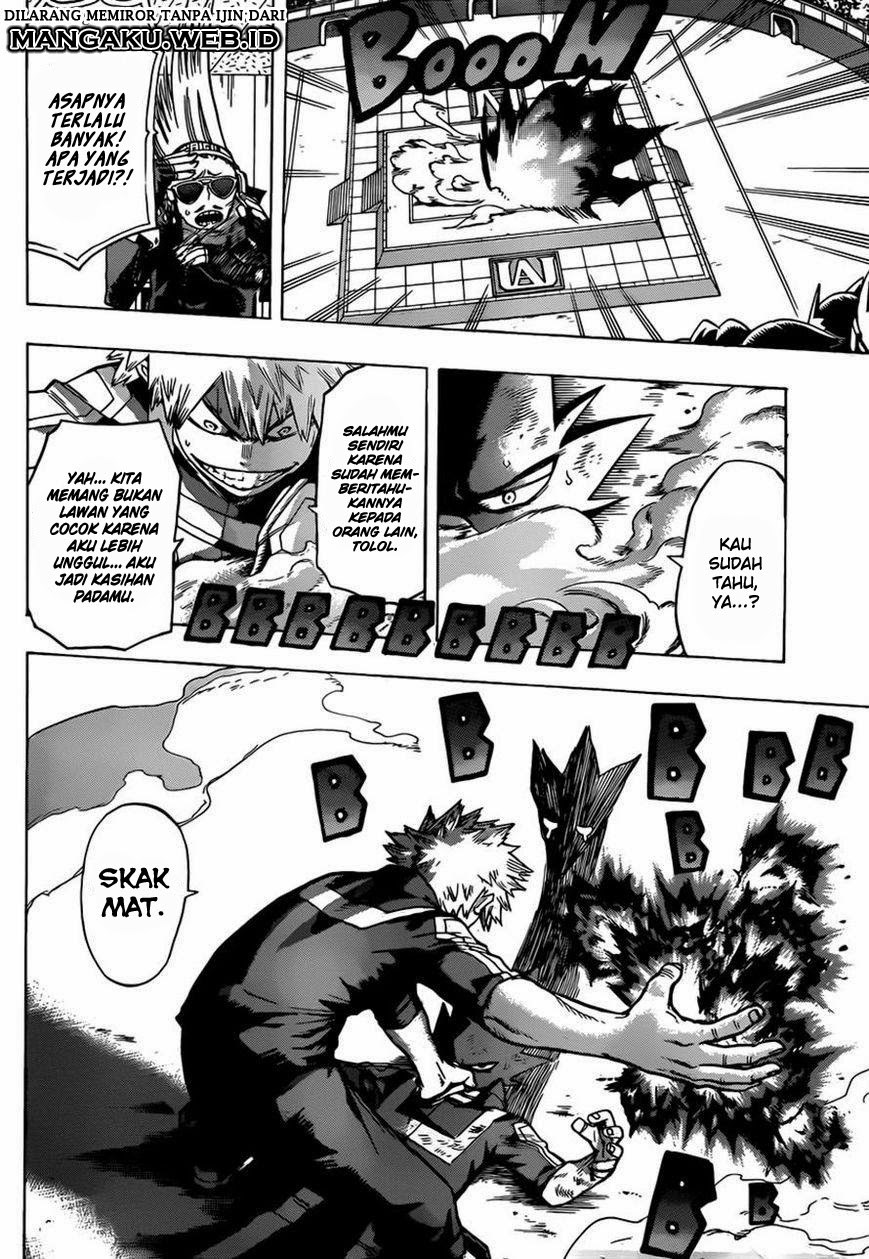 DILARANG MEMIROR TANPA IJIN DARI
MANGAKU.WEB.ID
BOOOM
UA
ASAPNYA
TERLALU
BANYAK!
APA YANG
TERJADI?!
KAU
SUDAH
TAHU,
YA...?
SALAHMU
SENDIRI
KARENA
SUDAH MEM-
BERITAHU-
KANNYA
KEPADA
ORANG LAIN,
TOLOL.
YAH... KITA
MEMANG BUKAN
LAWAN YANG
COCOK KARENA
AKU LEBIH
UNGGUL... AKU
JADI KASIHAN
PADAMU.
B B B B B B B B B
B B B B B B
SKAK
MAT.
B B